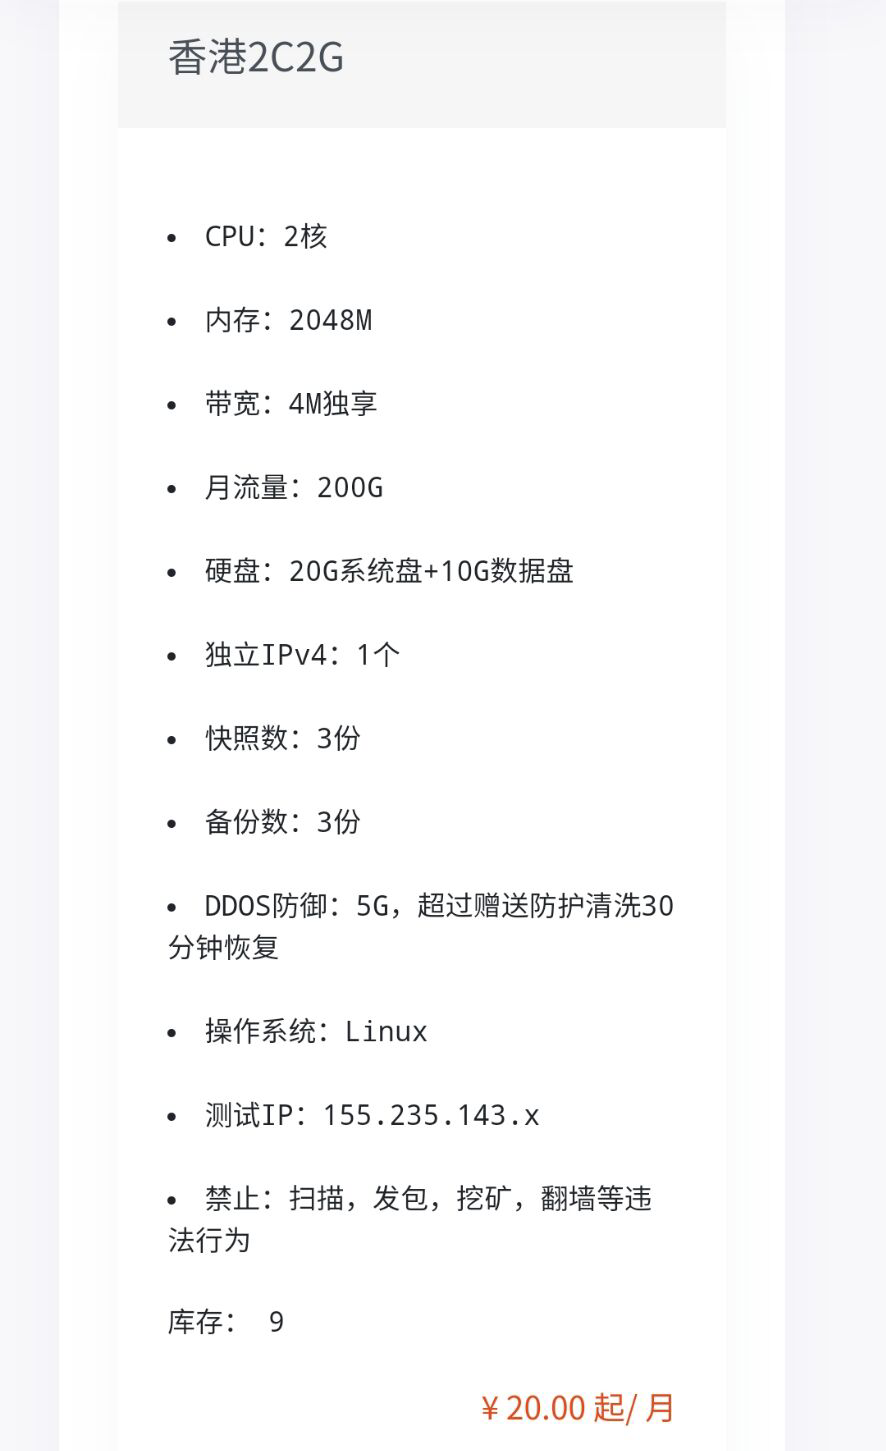 香港2C2G
• CPU：2核
• 内存：2048M
• 带宽：4M独享
• 月流量：200G
• 硬盘：20G系统盘+10G数据盘
• 独立IPv4：1个
• 快照数：3份
• 备份数：3份
• DDOS防御：5G，超过赠送防护清洗30
分钟恢复
• 操作系统：Linux
• 测试IP：155.235.143.x
• 禁止：扫描，发包，挖矿，翻墙等违
法行为
库存： 9
¥ 20.00 起/ 月